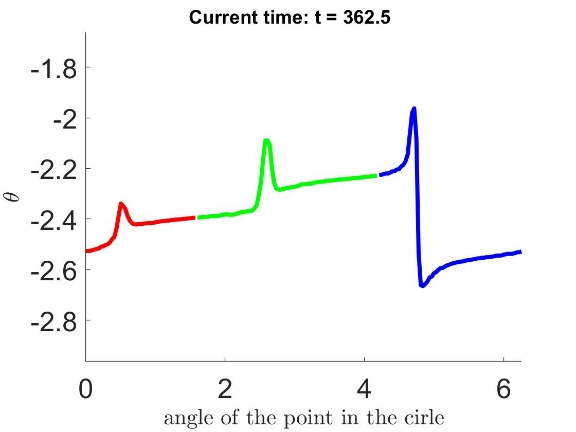 Current time: t = 362.5
-1.8
-2
-2.2
-2.4
-2.6
-2.8
θ
0 2 4 6
angle of the point in the cirle